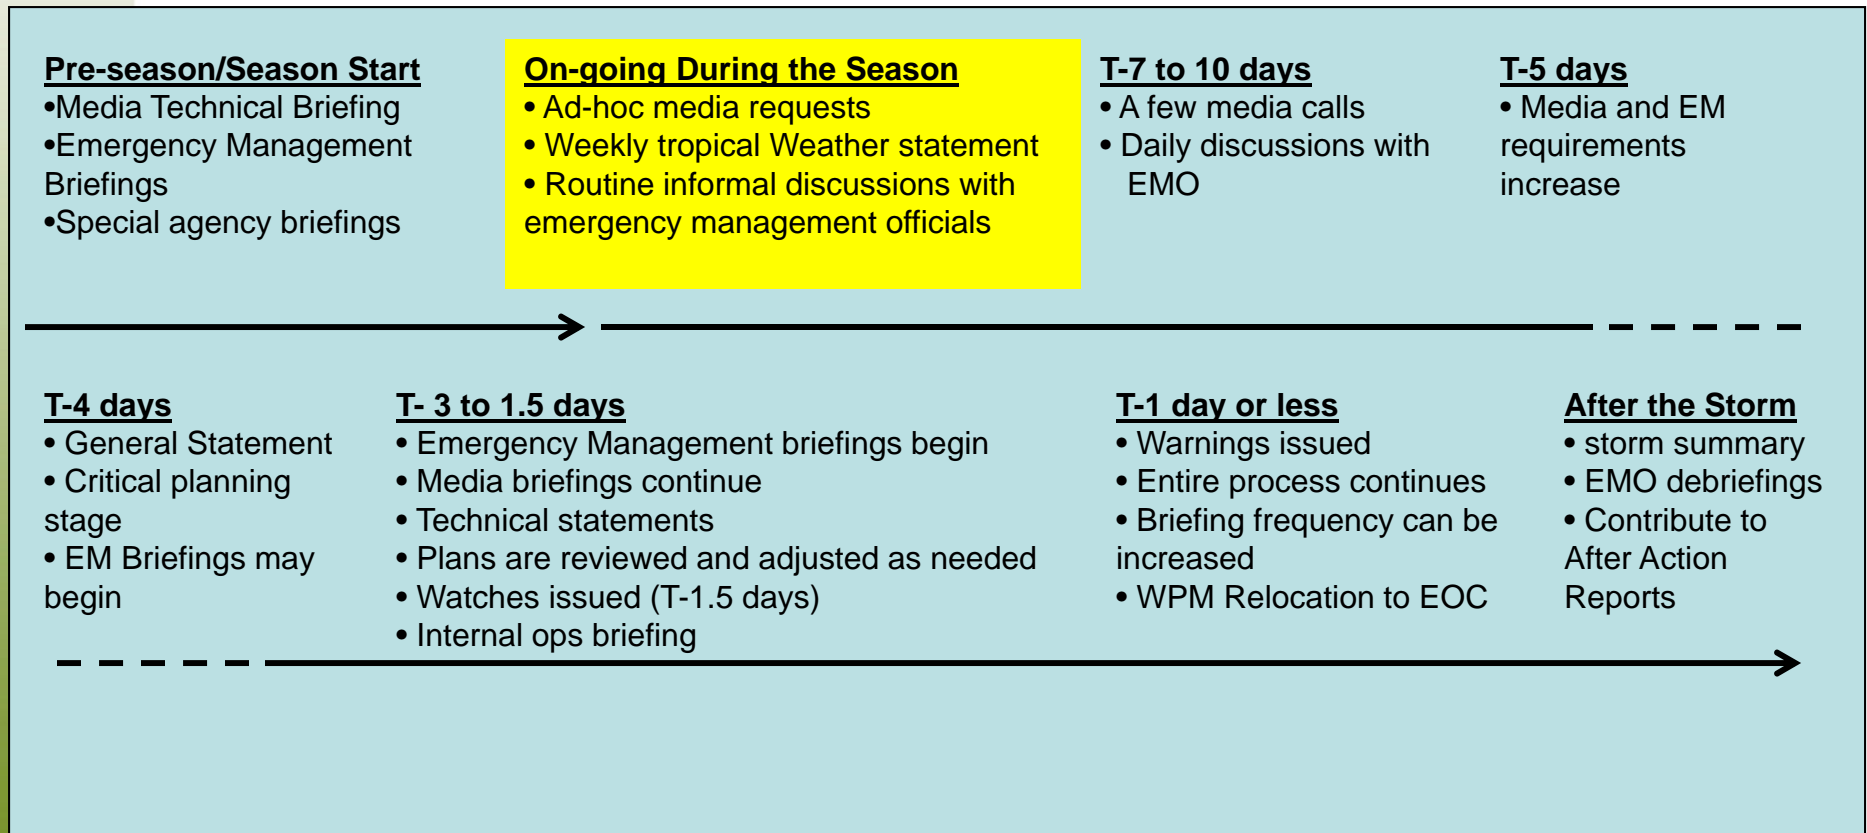 Pre-season/Season Start
•Media Technical Briefing
•Emergency Management
Briefings
•Special agency briefings
On-going During the Season
• Ad-hoc media requests
• Weekly tropical Weather statement
• Routine informal discussions with
emergency management officials
T-7 to 10 days
• A few media calls
• Daily discussions with
EMO
T-5 days
• Media and EM
requirements
increase
T-4 days
• General Statement
• Critical planning
stage
• EM Briefings may
begin
T- 3 to 1.5 days
• Emergency Management briefings begin
• Media briefings continue
• Technical statements
• Plans are reviewed and adjusted as needed
• Watches issued (T-1.5 days)
• Internal ops briefing
T-1 day or less
• Warnings issued
• Entire process continues
• Briefing frequency can be
increased
• WPM Relocation to EOC
After the Storm
• storm summary
• EMO debriefings
• Contribute to
After Action
Reports